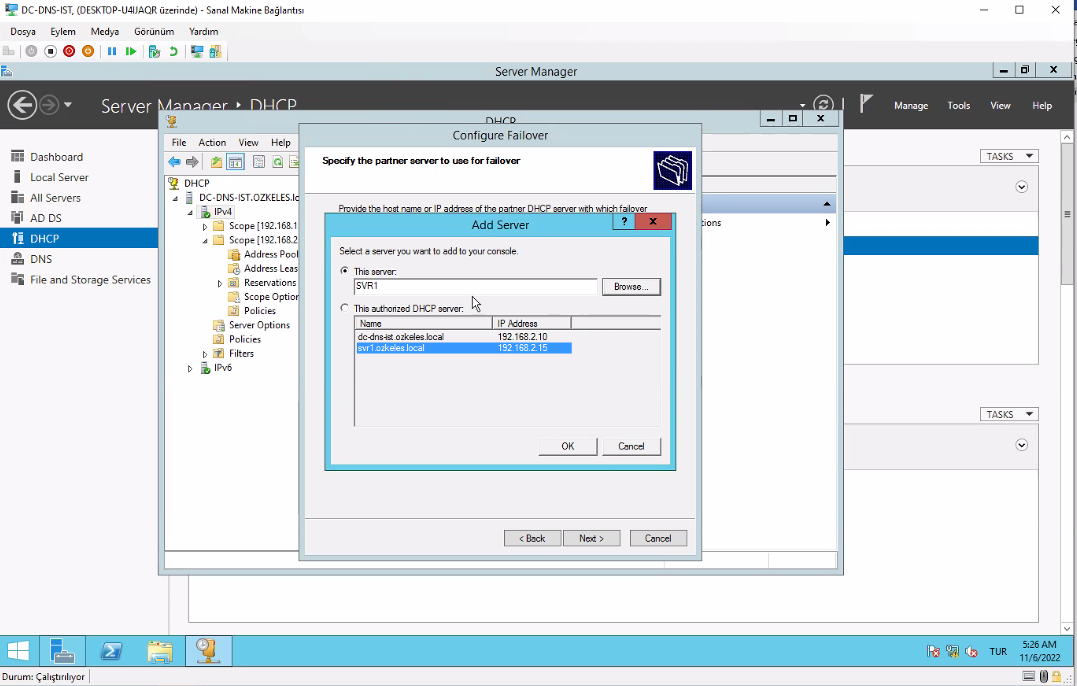 DC-DNS-IST, (DESKTOP-U4IJAQR üzerinde) - Sanal Makine Bağlantısı
Dosya Eylem Medya Görünüm Yardım
Server Manager
Server Manager • DHCP
Manage Tools View Help
DHCP
Configure Failover
File Action View Help
Specify the partner server to use for failover
Dashboard
Local Server
All Servers
AD DS
DHCP
DNS
File and Storage Services
TASKS
DHCP
DC-DNS-IST.OZKELES.lo
IPv4
Scope [192.168.1
Scope [192.168.2
Address Pool
Address Leas
Reservations
Scope Option
Policies
Server Options
Policies
Filters
IPv6
Provide the host name or IP address of the partner DHCP server with which failover
tions
Add Server
?
Select a server you want to add to your console.
This server:
SVR1
Browse...
This authorized DHCP server:
Name IP Address
dc-dns-ist.ozkeles.local 192.168.2.10
svr1.ozkeles.local 192.168.2.15
OK Cancel
TASKS
< Back Next > Cancel
TUR
5:26 AM
11/6/2022
Durum: Çalıştırılıyor